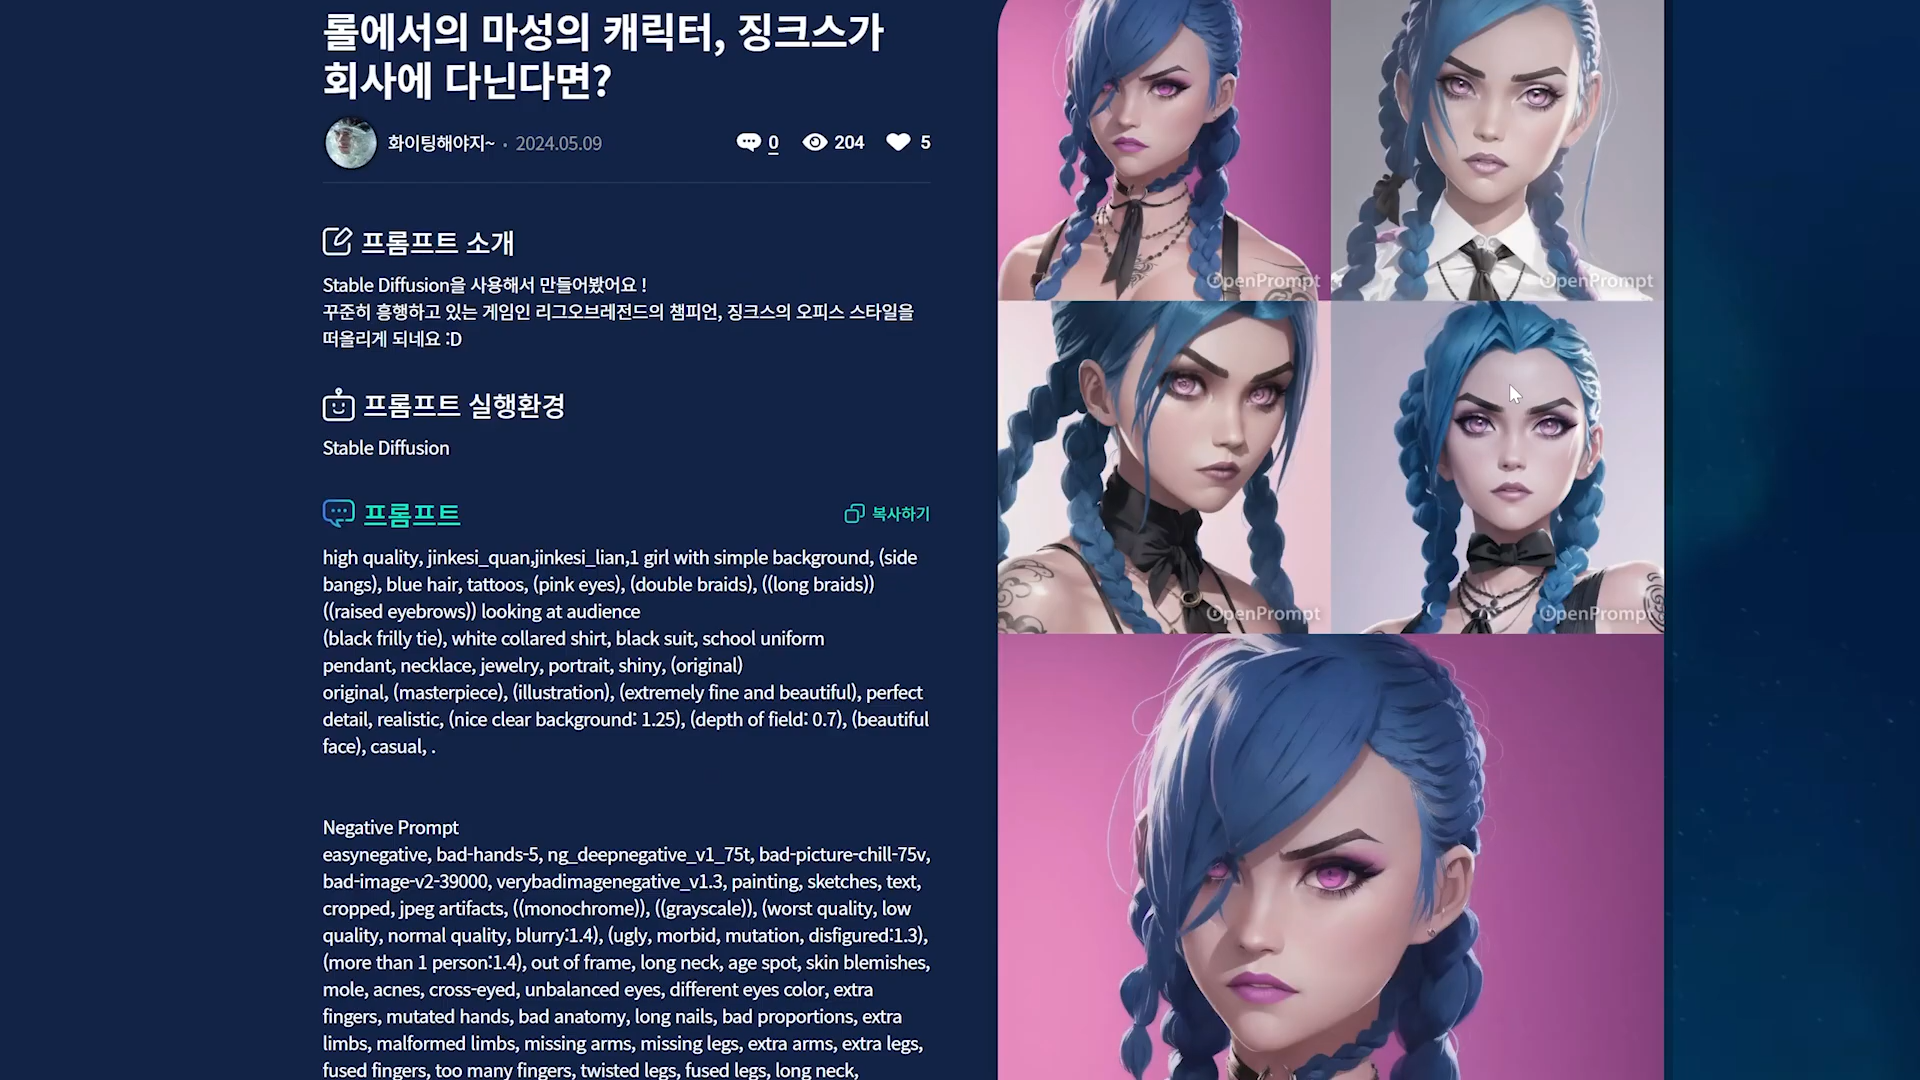 롤에서의 마성의 캐릭터, 징크스가
회사에 다닌다면?
화이팅해야지~ · 2024.05.09
0 204 5
프롬프트 소개
Stable Diffusion을 사용해서 만들어봤어요 !
꾸준히 흥행하고 있는 게임인 리그오브레전드의 챔피언, 징크스의 오피스 스타일을
떠올리게 되네요 :D
프롬프트 실행환경
Stable Diffusion
프롬프트
복사하기
high quality, jinkesi_quan,jinkesi_lian,1 girl with simple background, (side
bangs), blue hair, tattoos, (pink eyes), (double braids), ((long braids))
((raised eyebrows)) looking at audience
(black frilly tie), white collared shirt, black suit, school uniform
pendant, necklace, jewelry, portrait, shiny, (original)
original, (masterpiece), (illustration), (extremely fine and beautiful), perfect
detail, realistic, (nice clear background: 1.25), (depth of field: 0.7), (beautiful
face), casual, .
Negative Prompt
easynegative, bad-hands-5, ng_deepnegative_v1_75t, bad-picture-chill-75v,
bad-image-v2-39000, verybadimagenegative_v1.3, painting, sketches, text,
cropped, jpeg artifacts, ((monochrome)), ((grayscale)), (worst quality, low
quality, normal quality, blurry:1.4), (ugly, morbid, mutation, disfigured:1.3),
(more than 1 person:1.4), out of frame, long neck, age spot, skin blemishes,
mole, acnes, cross-eyed, unbalanced eyes, different eyes color, extra
fingers, mutated hands, bad anatomy, long nails, bad proportions, extra
limbs, malformed limbs, missing arms, missing legs, extra arms, extra legs,
fused fingers, too many fingers, twisted legs, fused legs, long neck,
OpenPrompt
OpenPrompt
OpenPrompt
OpenPrompt